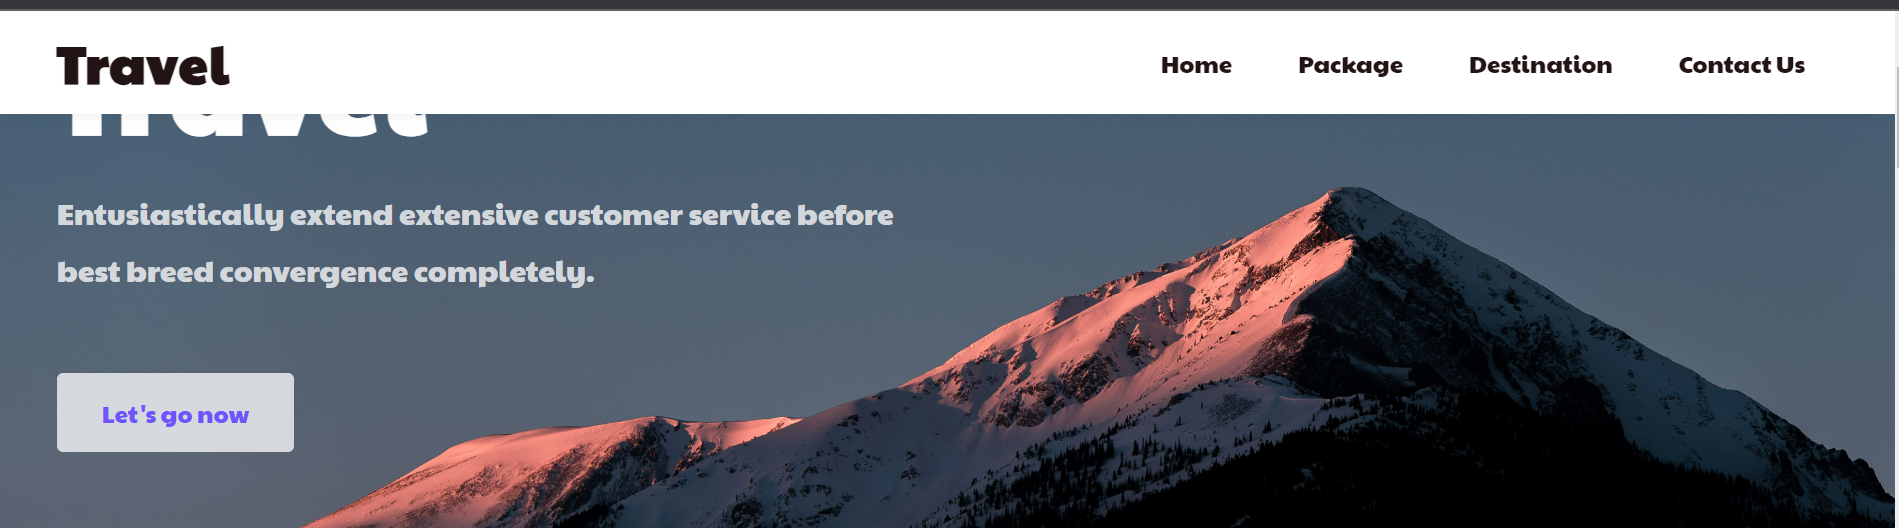 Travel
Home Package Destination Contact Us
Travel
Entusiastically extend extensive customer service before
best breed convergence completely.
Let's go now